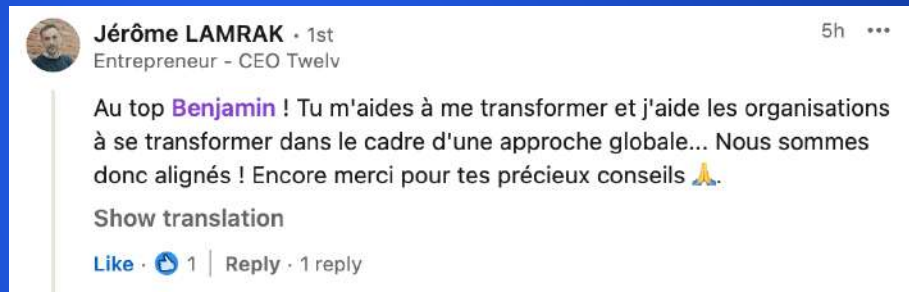 Jérôme LAMRAK · 1st
5h
Entrepreneur - CEO Twelv
Au top Benjamin ! Tu m'aides à me transformer et j'aide les organisations
à se transformer dans le cadre d'une approche globale... Nous sommes
donc alignés ! Encore merci pour tes précieux conseils 🙏.
Show translation
Like · 1 | Reply · 1 reply